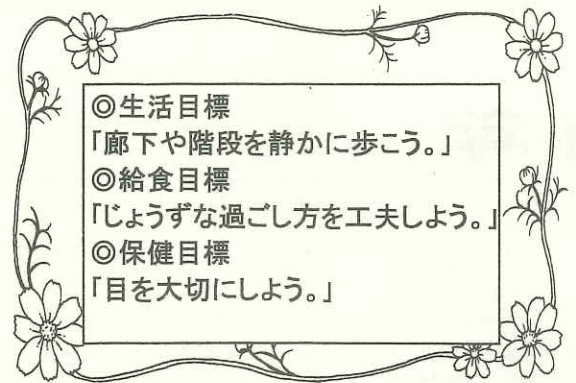 ◎生活目標
「廊下や階段を静かに歩こう。」
◎給食目標
「じょうずな過ごし方を工夫しよう。」
◎保健目標
「目を大切にしよう。」